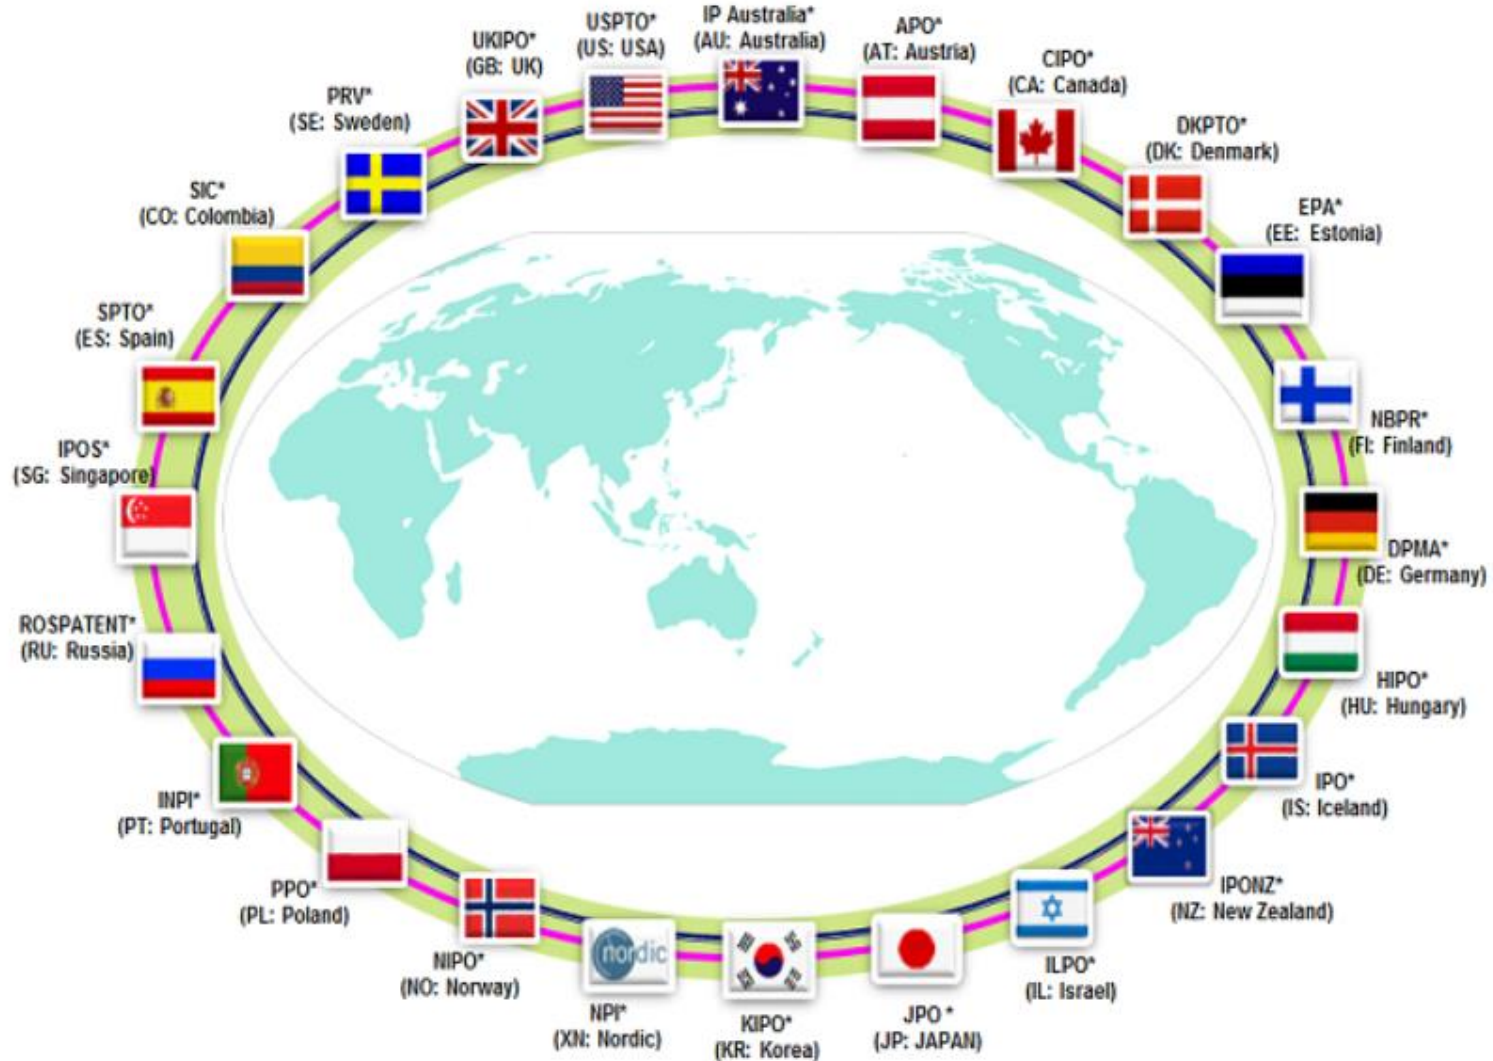 IP Australia*
(AU: Australia)
APO*
(AT: Austria)
CIPO*
(CA: Canada)
DKPTO*
(DK: Denmark)
EPA*
(EE: Estonia)
NBPR*
(FI: Finland)
DPMA*
(DE: Germany)
HIPO*
(HU: Hungary)
IPO*
(IS: Iceland)
IPONZ*
(NZ: New Zealand)
ILPO*
(IL: Israel)
JPO *
(JP: JAPAN)
KIPO*
(KR: Korea)
nordic
NPI*
(XN: Nordic)
NIPO*
(NO: Norway)
PPO*
(PL: Poland)
INPI*
(PT: Portugal)
ROSPATENT*
(RU: Russia)
IPOS*
(SG: Singapore)
SPTO*
(ES: Spain)
SIC*
(CO: Colombia)
PRV*
(SE: Sweden)
UKIPO*
(GB: UK)
USPTO*
(US: USA)